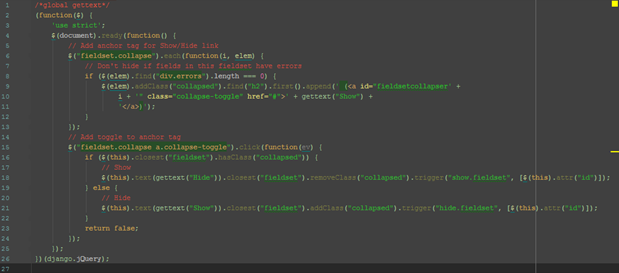 1 /*global gettext*/
2 (function($) {
3 'use strict';
4 $(document).ready(function() {
5 // Add anchor tag for Show/Hide link
6 $("fieldset.collapse").each(function(i, elem) {
7 // Don't hide if fields in this fieldset have errors
8 if ($(elem).find("div.errors").length === 0) {
9 $(elem).addClass("collapsed").find("h2").first().append(' (<a id="fieldsetcollapser' +
10 i + '" class="collapse-toggle" href="#">' + gettext("Show") +
11 '</a>)');
12 }
13 });
14 // Add toggle to anchor tag
15 $("fieldset.collapse a.collapse-toggle").click(function(ev) {
16 if ($(this).closest("fieldset").hasClass("collapsed")) {
17 // Show
18 $(this).text(gettext("Hide")).closest("fieldset").removeClass("collapsed").trigger("show.fieldset", [$(this).attr("id")]);
19 } else {
20 // Hide
21 $(this).text(gettext("Show")).closest("fieldset").addClass("collapsed").trigger("hide.fieldset", [$(this).attr("id")]);
22 }
23 return false;
24 });
25 });
26 })(django.jQuery);
27